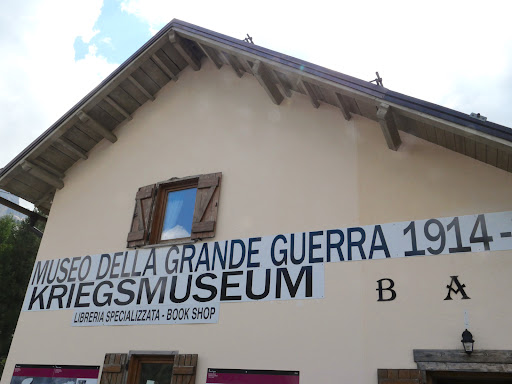 MUSEO DELLA GRANDE GUERRA 1914-
KRIEGSMUSEUM
LIBRERIA SPECIALIZZATA - BOOK SHOP
B A